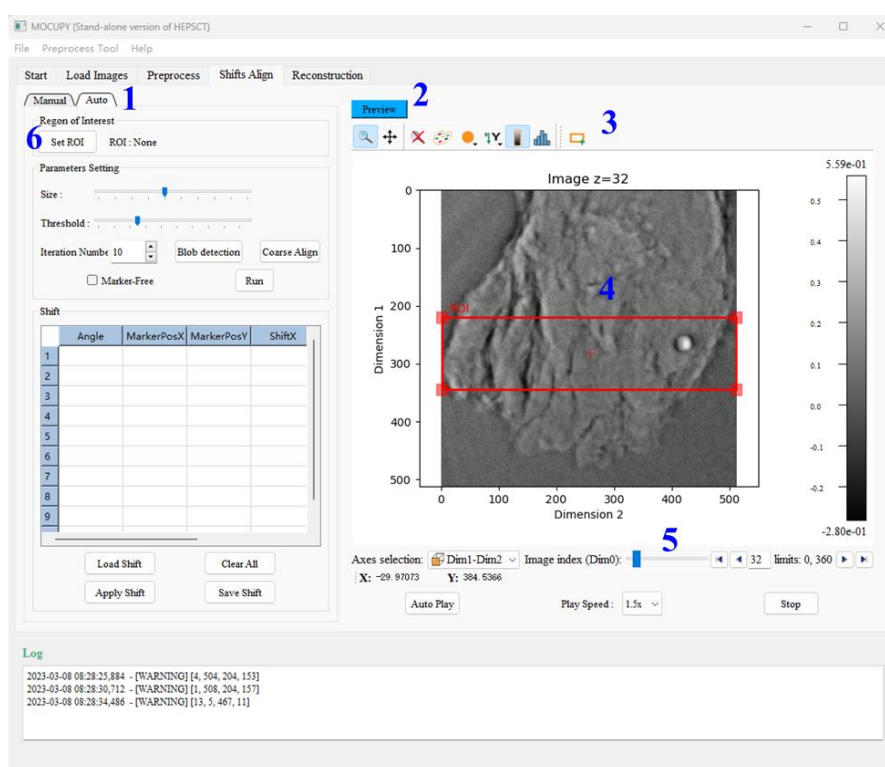 MOCUPY (Stand-alone version of HEPSCT)
File Preprocess Tool Help
Start Load Images Preprocess Shifts Align Reconstruction
Manual Auto 1
Regon of Interest
6 Set ROI ROI : None
Parameters Setting
Size :
Threshold :
Iteration Numbe 10 Blob detection Coarse Align
Marker-Free Run
Shift
Angle MarkerPosX MarkerPosY ShiftX
1
2
3
4
5
6
7
8
9
Load Shift Clear All
Apply Shift Save Shift
Preview 2
3
Image z=32
5.59e-01
0.5
0.4
0.3
0.2
0.1
0.0
-0.1
-0.2
-2.80e-01
0
100
200
300
400
500
Dimension 1
ROI
4
0 100 200 300 400 500
Dimension 2
5
Axes selection: Dim1-Dim2 Image index (Dim0): 32 limits: 0, 360
X: -29.97073 Y: 384.5366
Auto Play Play Speed : 1.5x Stop
Log
2023-03-08 08:28:25,884 - [WARNING] [4, 504, 204, 153]
2023-03-08 08:28:30,712 - [WARNING] [1, 508, 204, 157]
2023-03-08 08:28:34,486 - [WARNING] [13, 5, 467, 11]